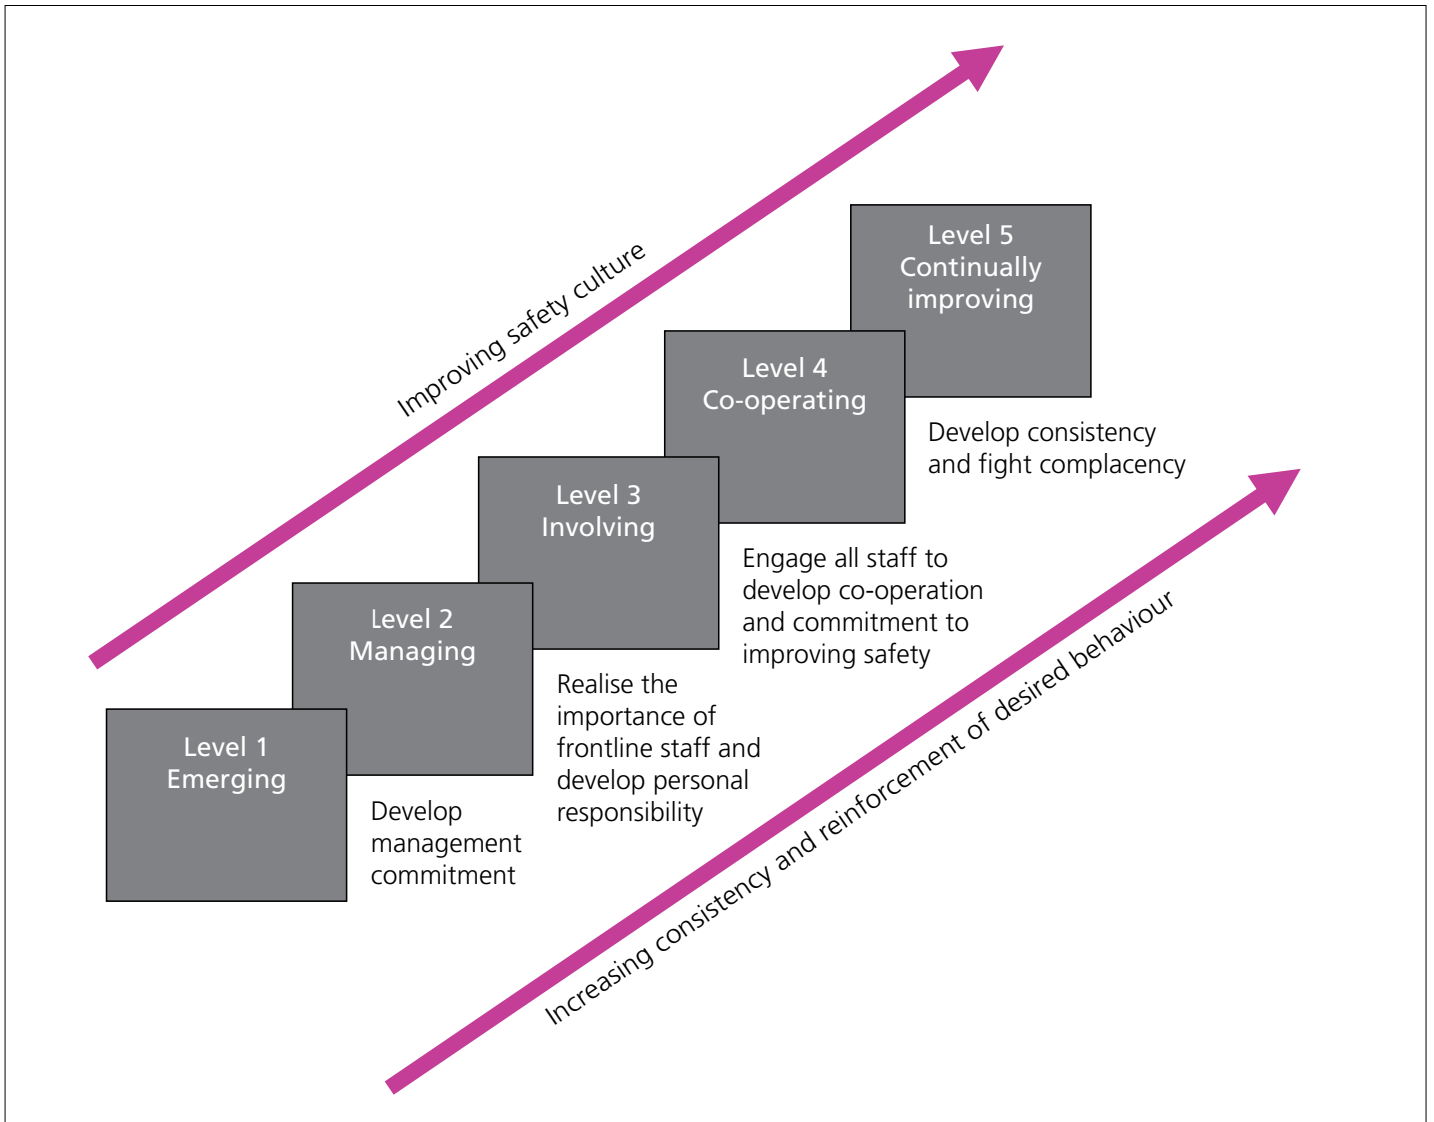 Improving safety culture
Level 5
Continually
improving
Level 4
Co-operating
Develop consistency
and fight complacency
Level 3
Involving
Engage all staff to
develop co-operation
and commitment to
improving safety
Level 2
Managing
Realise the
importance of
frontline staff and
develop personal
responsibility
Level 1
Emerging
Develop
management
commitment
Increasing consistency and reinforcement of desired behaviour